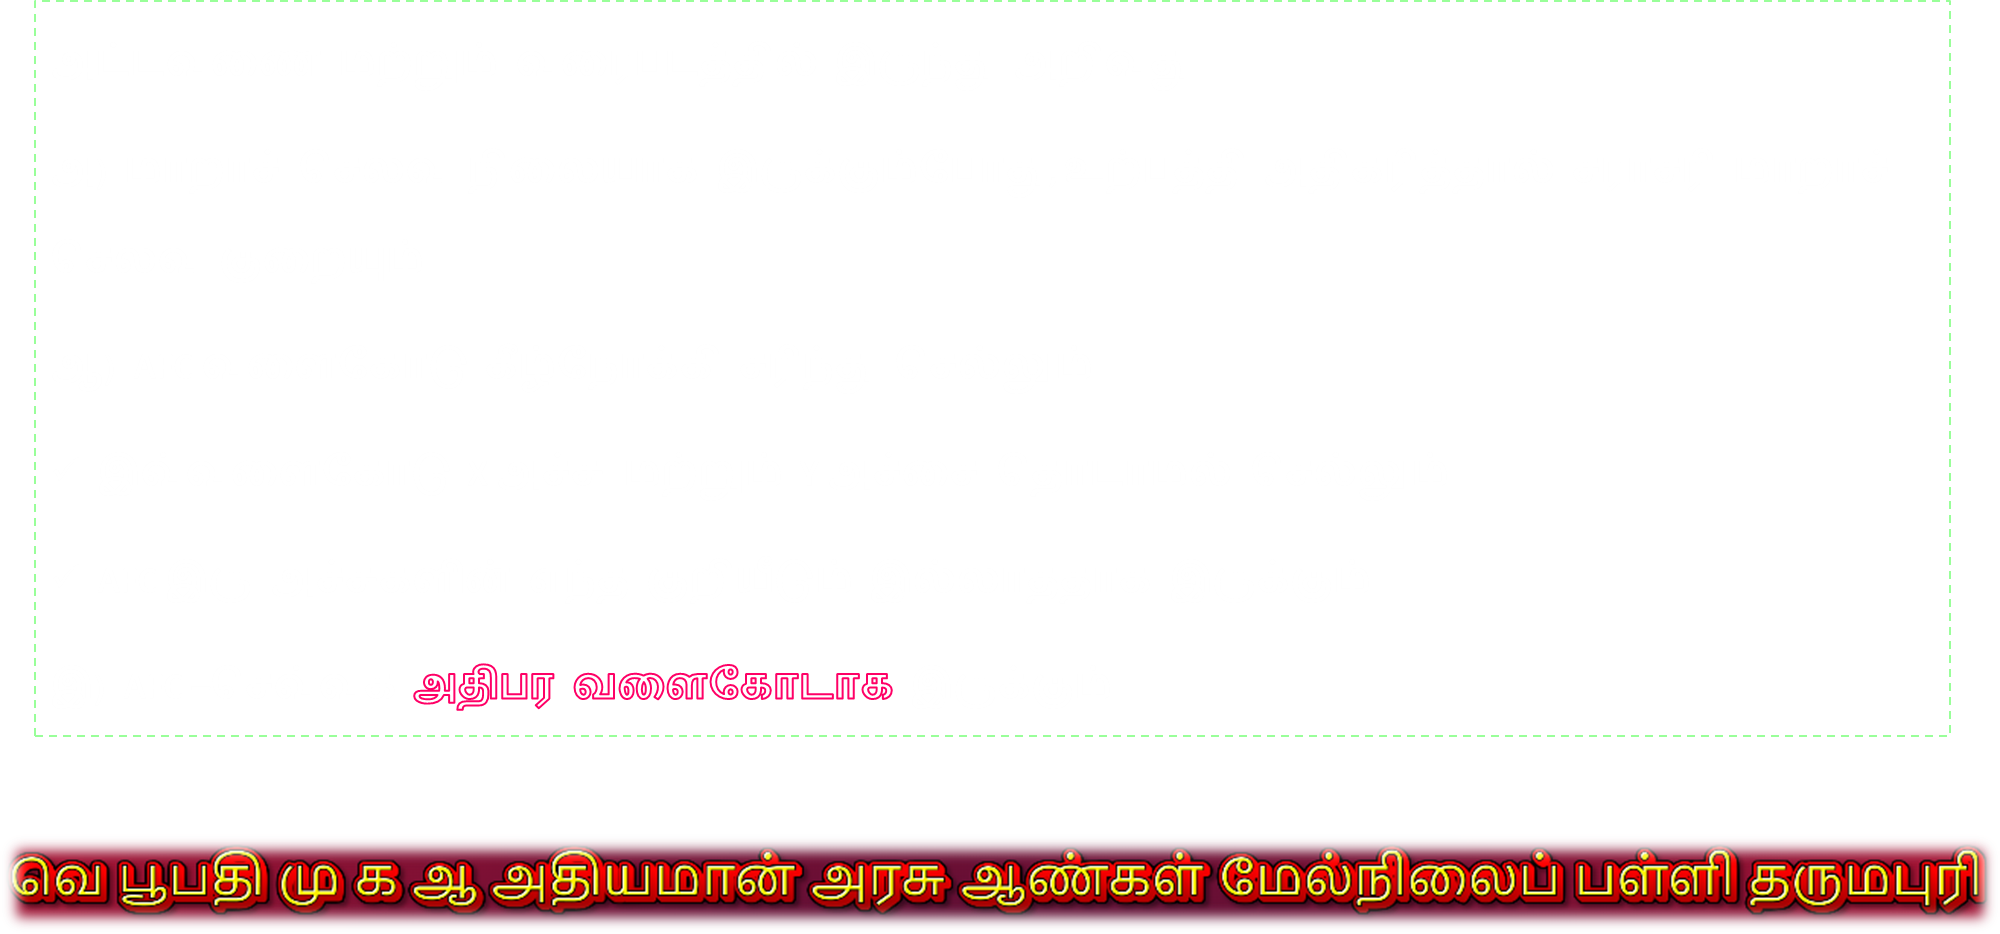 அதிபர வளைகோடாக
வெ பூபதி மு க ஆ அதியமான் அரசு ஆண்கள் மேல்நிலைப் பள்ளி தருமபுரி